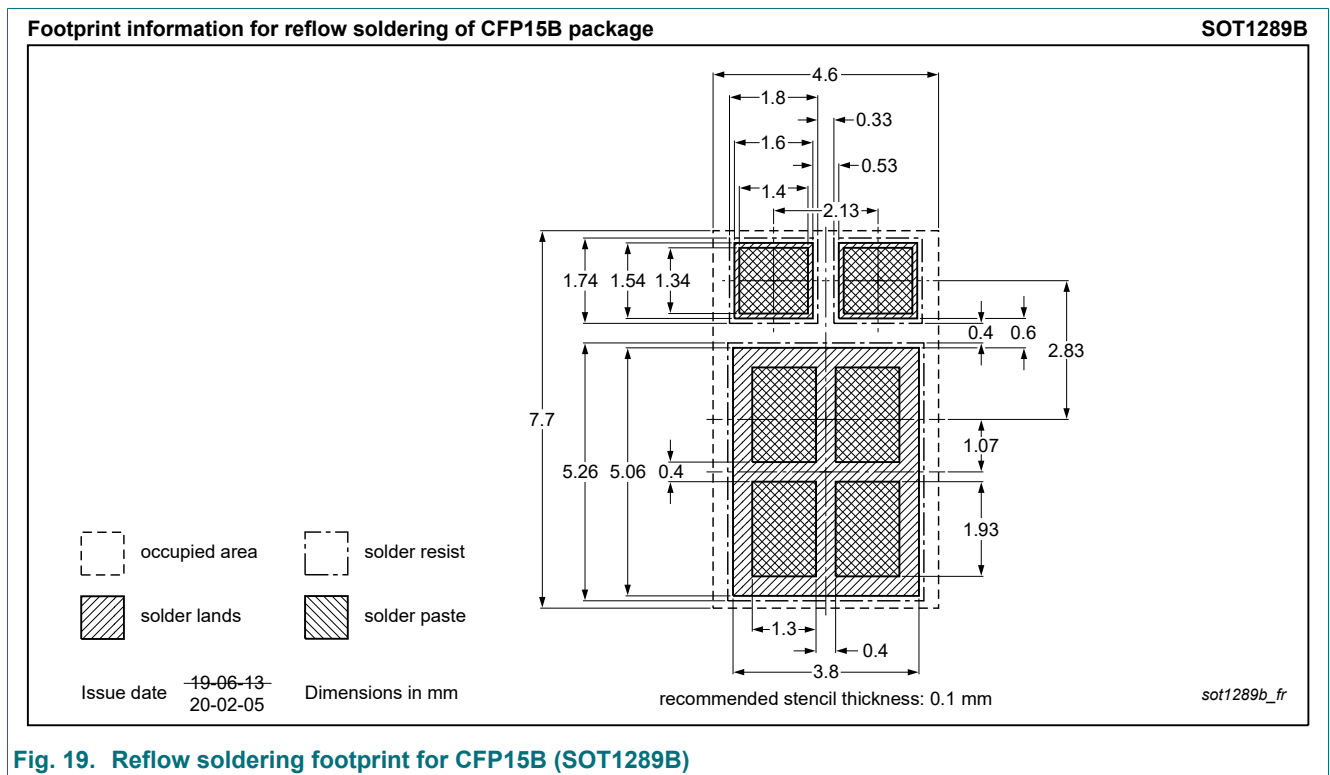 Footprint information for reflow soldering of CFP15B package SOT1289B
4.6
1.8
0.33
1.6
0.53
1.4
2.13
1.74 1.54 1.34
0.4 0.6
2.83
7.7
1.07
5.26 5.06 0.4
1.93
occupied area solder resist
solder lands solder paste
1.3
0.4
3.8
Issue date 19-06-13
20-02-05
Dimensions in mm
recommended stencil thickness: 0.1 mm
sot1289b_fr
Fig. 19. Reflow soldering footprint for CFP15B (SOT1289B)